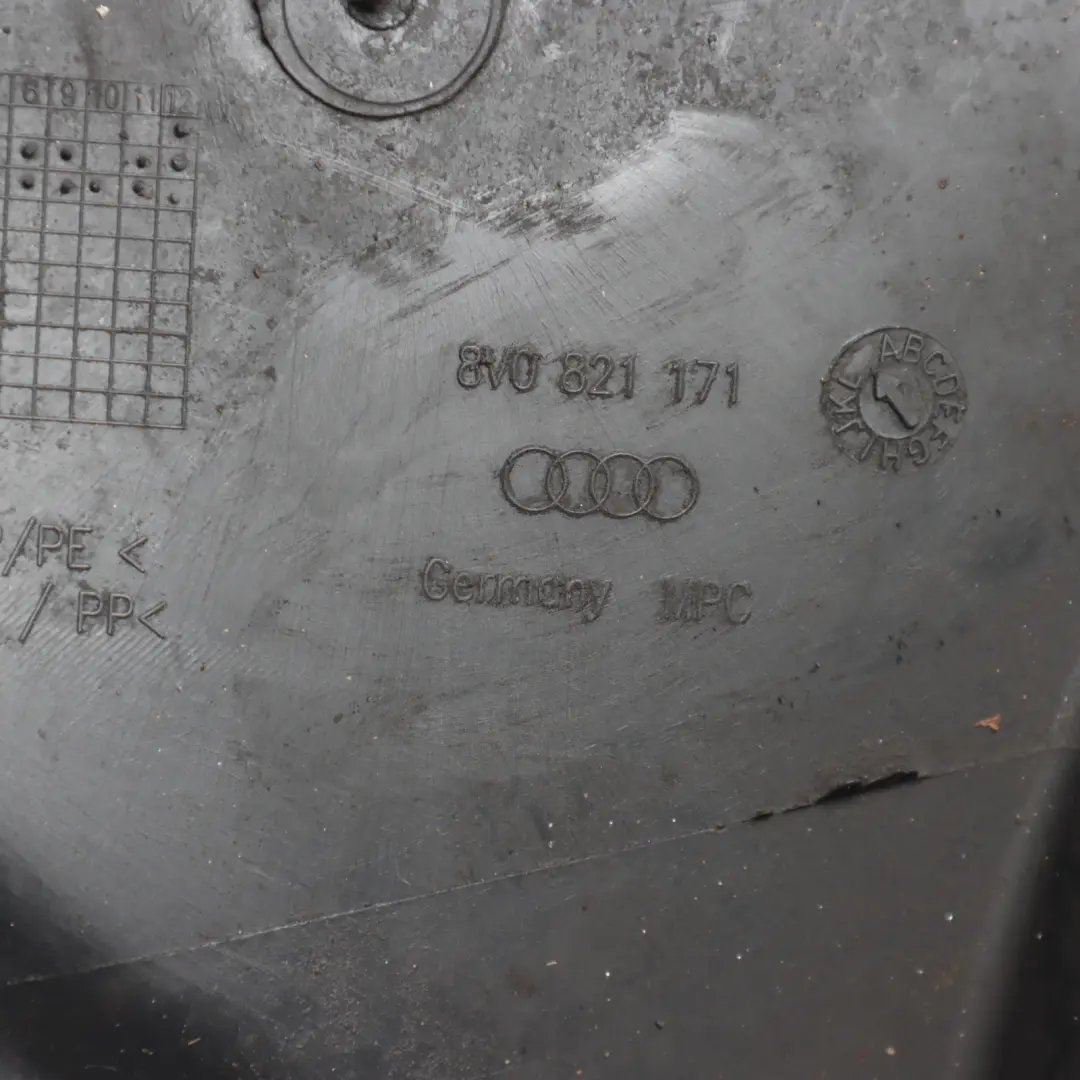 6 9 10 11 12
8V0 821 171
ABCDEFGHIJKL
/PE <
/ PP<
Germany MPC